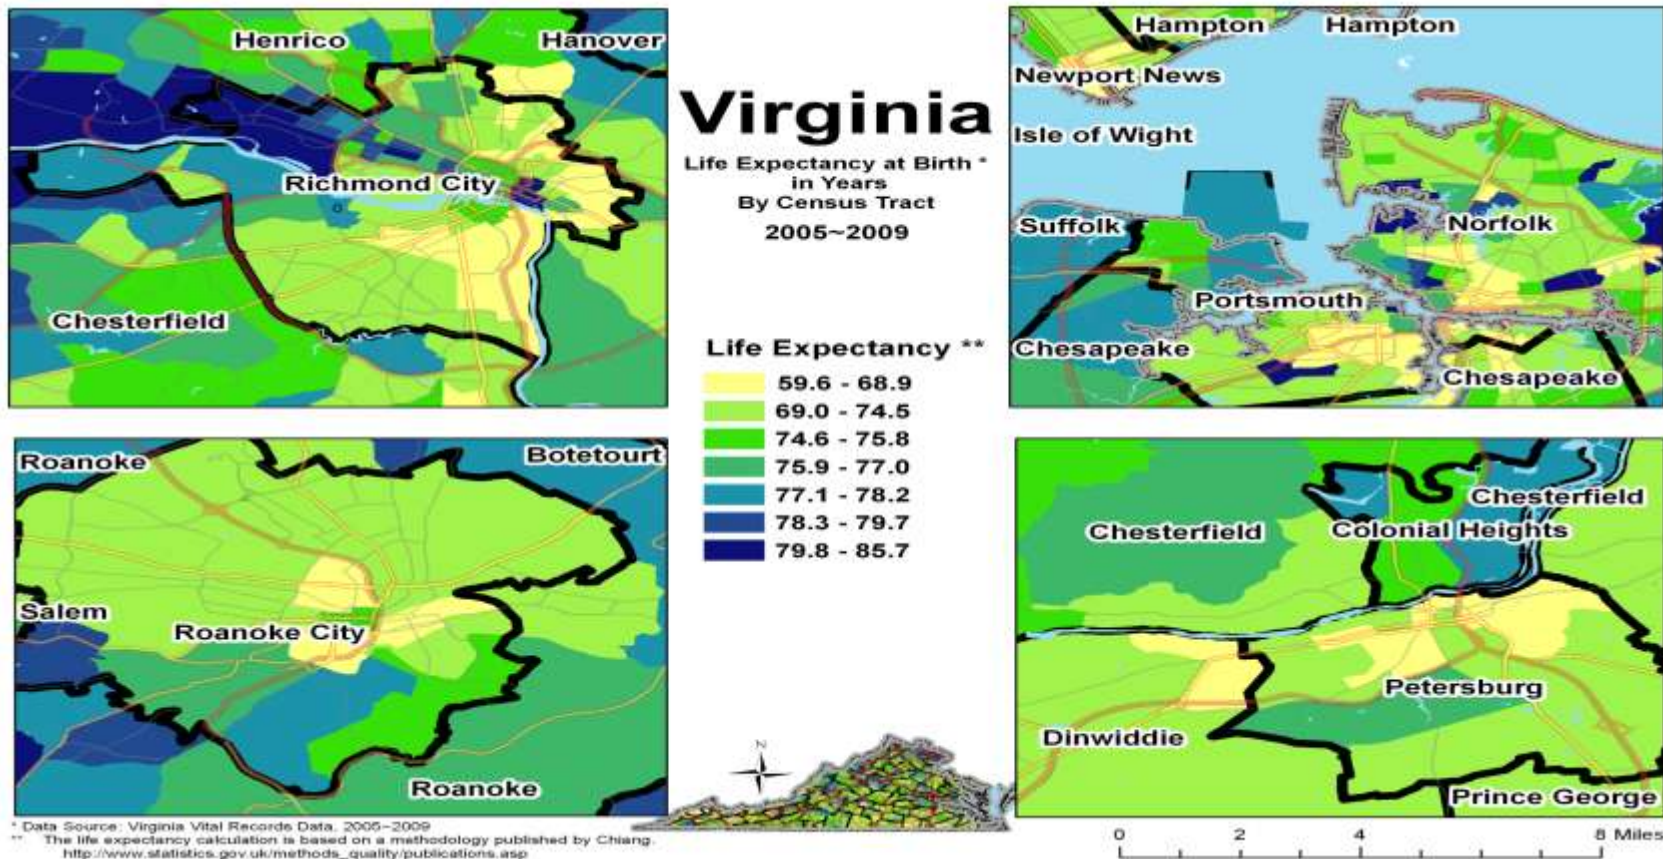 Henrico
Hanover
Richmond City
Chesterfield
Virginia
Life Expectancy at Birth *
in Years
By Census Tract
2005~2009
Life Expectancy **
59.6 - 68.9
69.0 - 74.5
74.6 - 75.8
75.9 - 77.0
77.1 - 78.2
78.3 - 79.7
79.8 - 85.7
Hampton Hampton
Newport News
Isle of Wight
Suffolk
Norfolk
Portsmouth
Chesapeake
Chesapeake
Roanoke
Botetourt
Salem
Roanoke City
Roanoke
Chesterfield
Chesterfield
Colonial Heights
Petersburg
Dinwiddie
Prince George
N
* Data Source: Virginia Vital Records Data, 2005~2009
** The life expectancy calculation is based on a methodology published by Chiang.
http://www.statistics.gov.uk/methods_quality/publications.asp
0 2 4 8 Miles